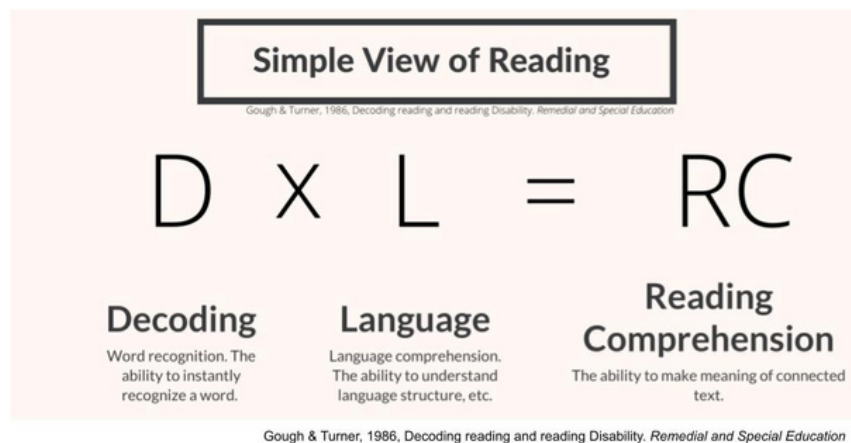 Simple View of Reading
Gough & Turner, 1986, Decoding reading and reading Disability. Remedial and Special Education
D x L = RC
Decoding
Word recognition. The
ability to instantly
recognize a word.
Language
Language comprehension.
The ability to understand
language structure, etc.
Reading
Comprehension
The ability to make meaning of connected
text.
Gough & Turner, 1986, Decoding reading and reading Disability. Remedial and Special Education